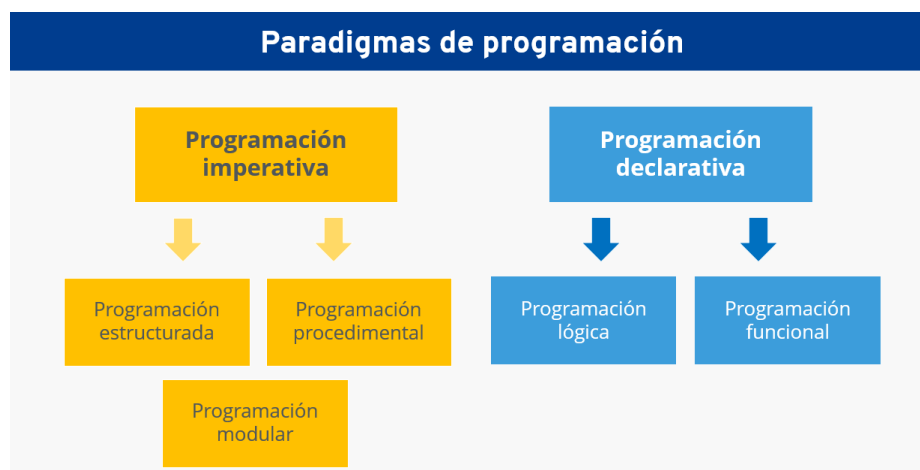 Paradigmas de programación
Programación
imperativa
Programación
declarativa
Programación
estructurada
Programación
procedimental
Programación
lógica
Programación
funcional
Programación
modular